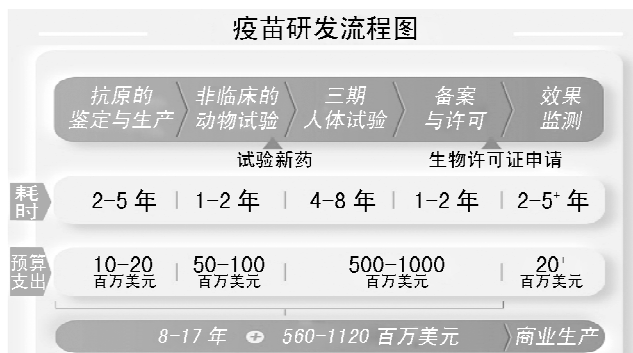 疫苗研发流程图
抗原的 非临床的 三期 备案 效果
鉴定与生产 动物试验 人体试验 与许可 监测
试验新药 生物许可证申请
耗时 2-5 年 1-2 年 4-8 年 1-2 年 2-5+ 年
预算 10-20 50-100 500-1000 20
支出 百万美元 百万美元 百万美元 百万美元
8-17 年 + 560-1120 百万美元 商业生产